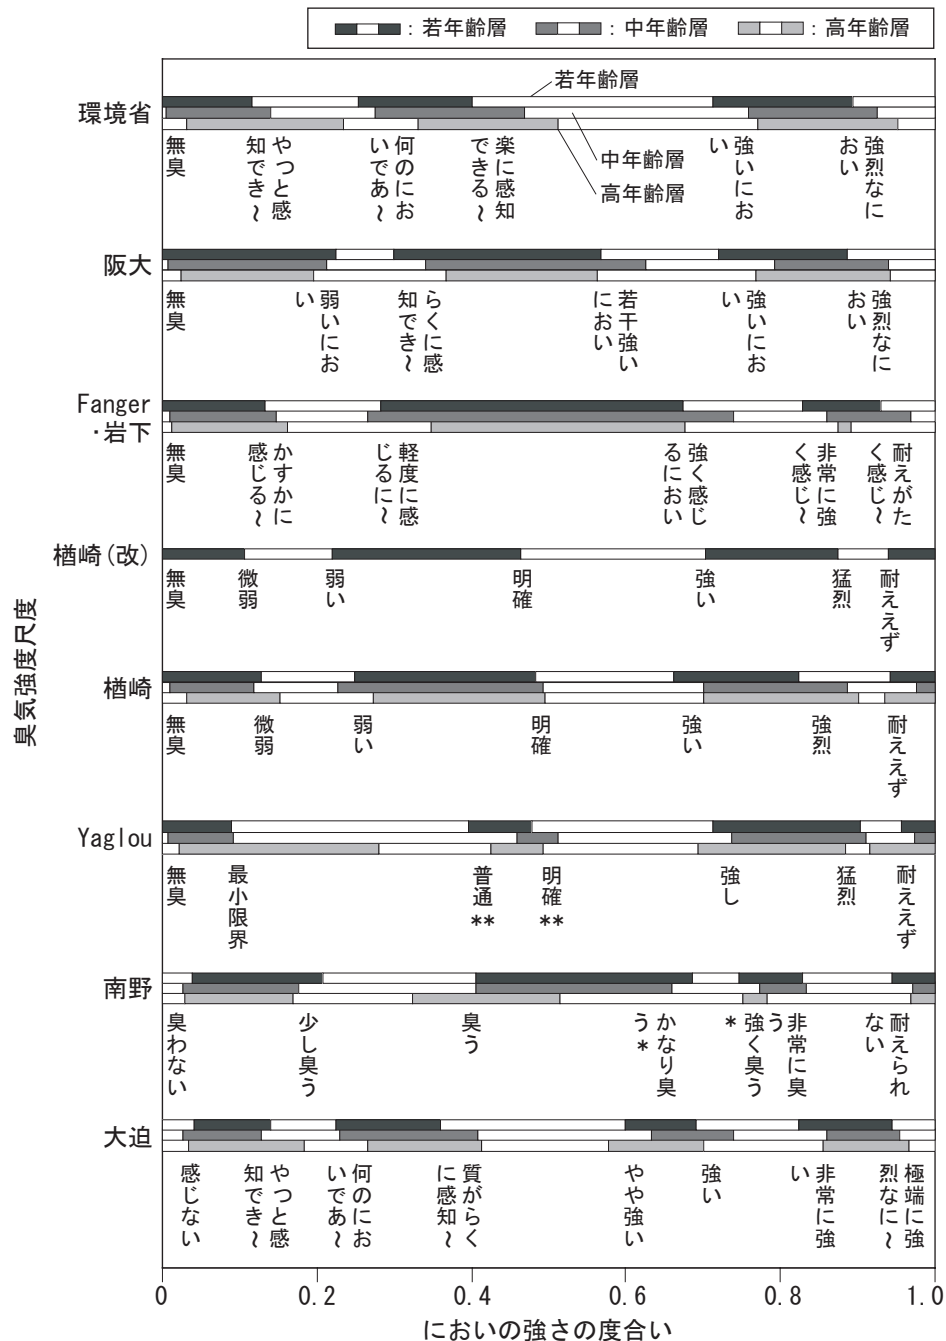 ：若年齢層
：中年齢層
：高年齢層
若年齢層
中年齢層
高年齢層
環境省
無臭
やつと感
知でき～
何のにお
いであ～
楽に感知
できる～
強いにお
い
強烈なに
おい
阪大
無臭
弱いにお
い
らくに感
知でき～
若干強い
におい
強いにお
い
強烈なに
おい
Fanger
・岩下
無臭
かすかに
感じる～
軽度に感
じるに～
強く感じ
るにおい
非常に強
く感じ～
耐えがた
く感じ～
楢崎(改)
無臭
微弱
弱い
明確
強い
猛烈
耐ええず
楢崎
無臭
微弱
弱い
明確
強い
強烈
耐ええず
Yaglou
無臭
最小限界
普通**
明確**
強し
猛烈
耐ええず
南野
臭わない
少し臭う
臭う
かなり臭
う*
強く臭う
*
非常に臭
う
耐えられ
ない
大迫
感じない
やつと感
知でき～
何のにお
いであ～
質がらく
に感知～
やや強い
強い
非常に強
い
極端に強
烈なに～
臭気強度尺度
0
0.2
0.4
0.6
0.8
1.0
においの強さの度合い